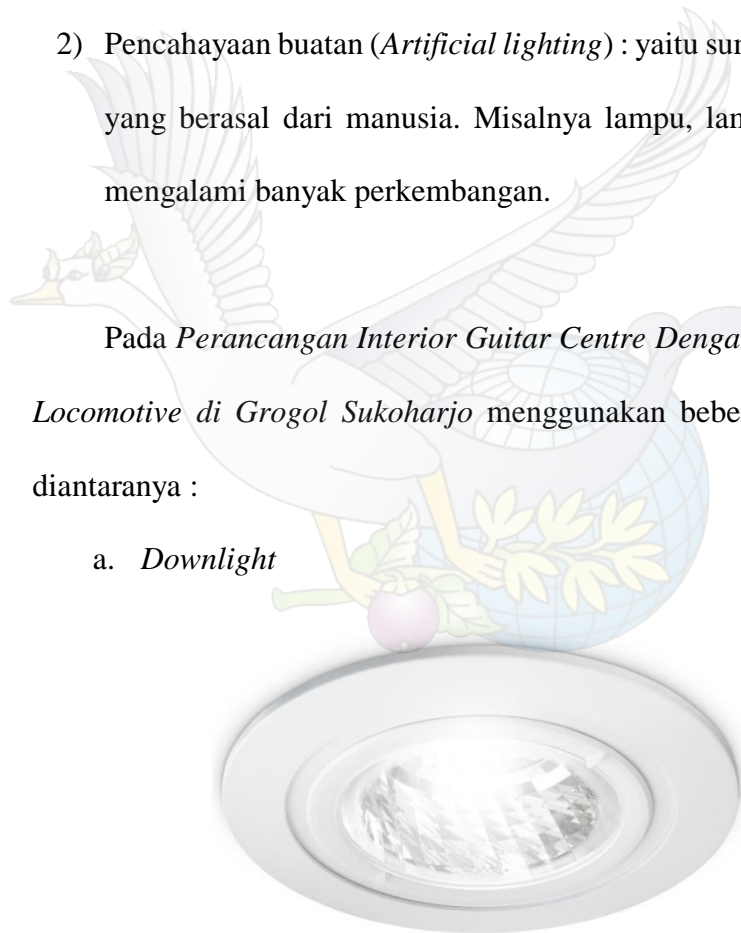 2) Pencahayaan buatan (Artificial lighting) : yaitu
yang berasal dari manusia. Misalnya lampu,
mengalami banyak perkembangan.
Pada Perancangan Interior Guitar Centre
Locomotive di Grogol Sukoharjo menggunakan
diantaranya :
a. Downlight